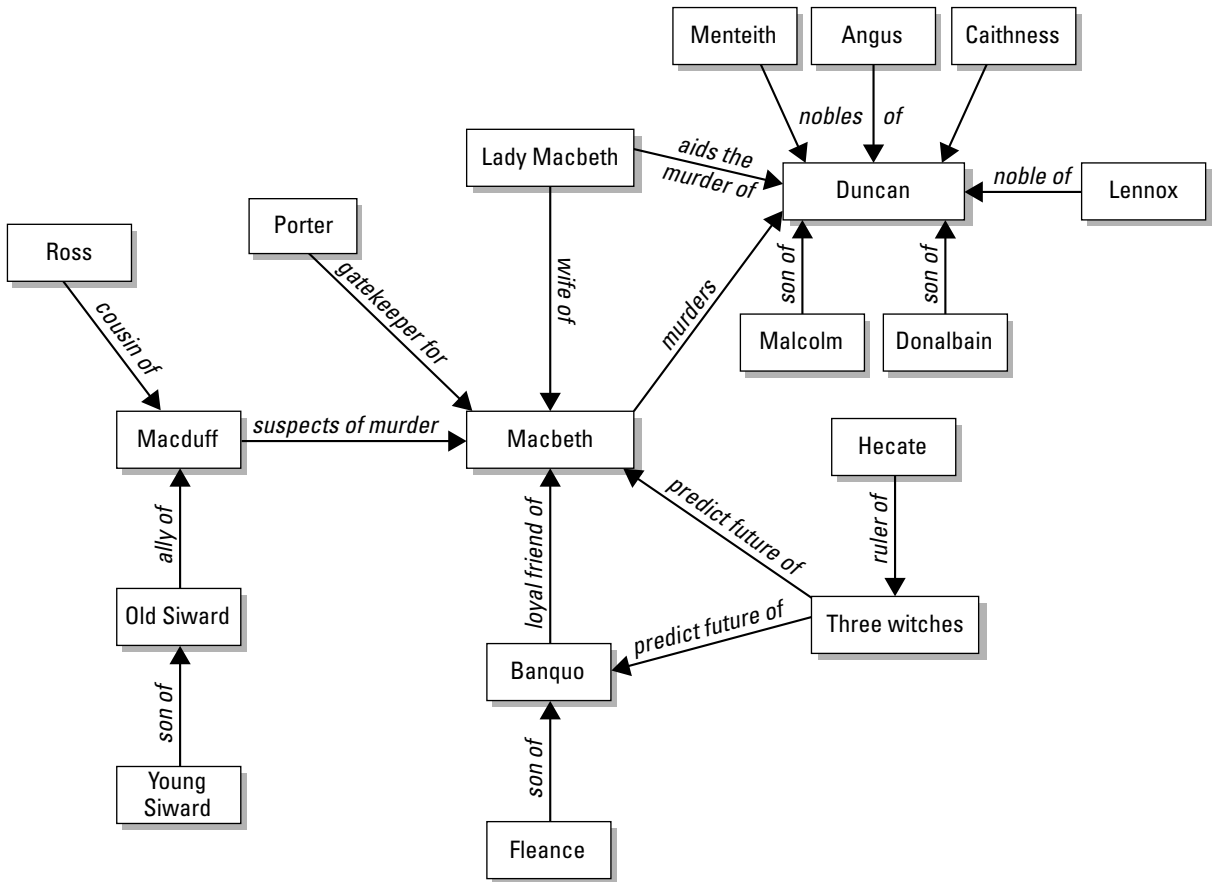 Menteith
Angus
Caithness
nobles of
Lady Macbeth
aids the
murder of
Duncan
noble of
Lennox
Porter
Ross
gatekeeper for
wife of
murders
son of
son of
cousin of
Malcolm
Donalbain
Macduff
suspects of murder
Macbeth
Hecate
predict future of
ruler of
ally of
loyal friend of
Old Siward
predict future of
Three witches
Banquo
son of
son of
Young
Siward
Fleance